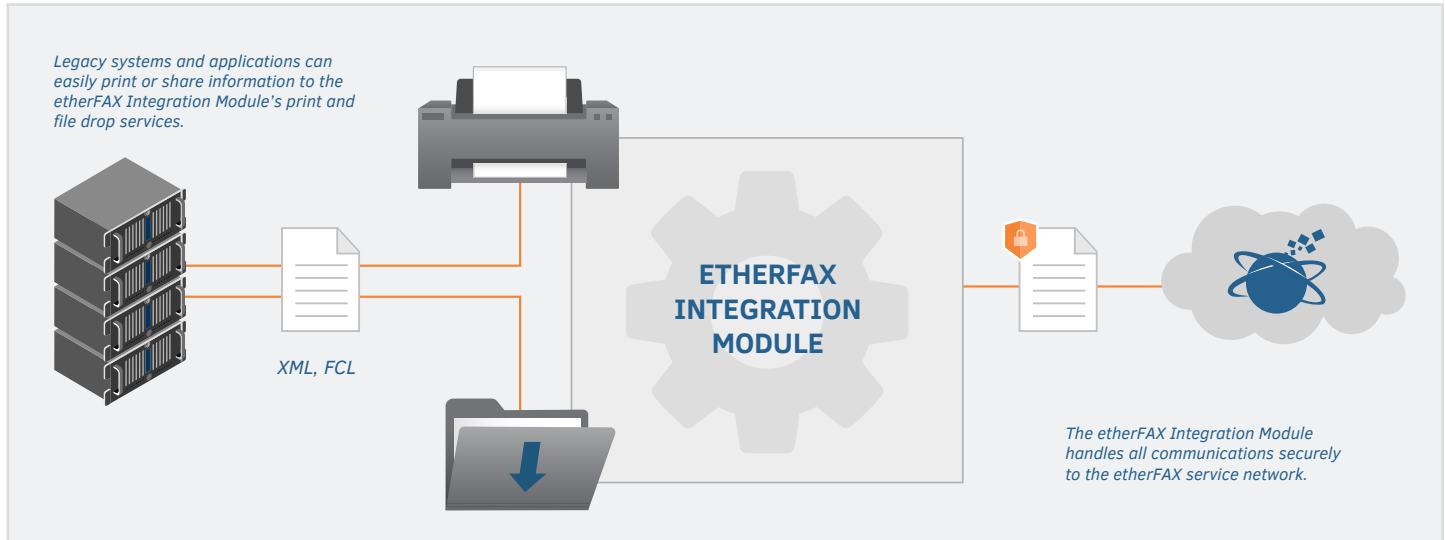 Legacy systems and applications can
easily print or share information to the
etherFAX Integration Module’s print and
file drop services.
XML, FCL
ETHERFAX
INTEGRATION
MODULE
The etherFAX Integration Module
handles all communications securely
to the etherFAX service network.